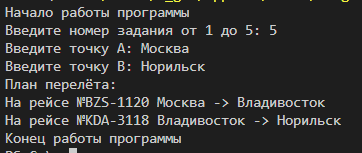 Начало работы программы
Введите номер задания от 1 до 5: 5
Введите точку А: Москва
Введите точку В: Норильск
План перелёта:
На рейсе №BZS-1120 Москва -> Владивосток
На рейсе №KDA-3118 Владивосток -> Норильск
Конец работы программы